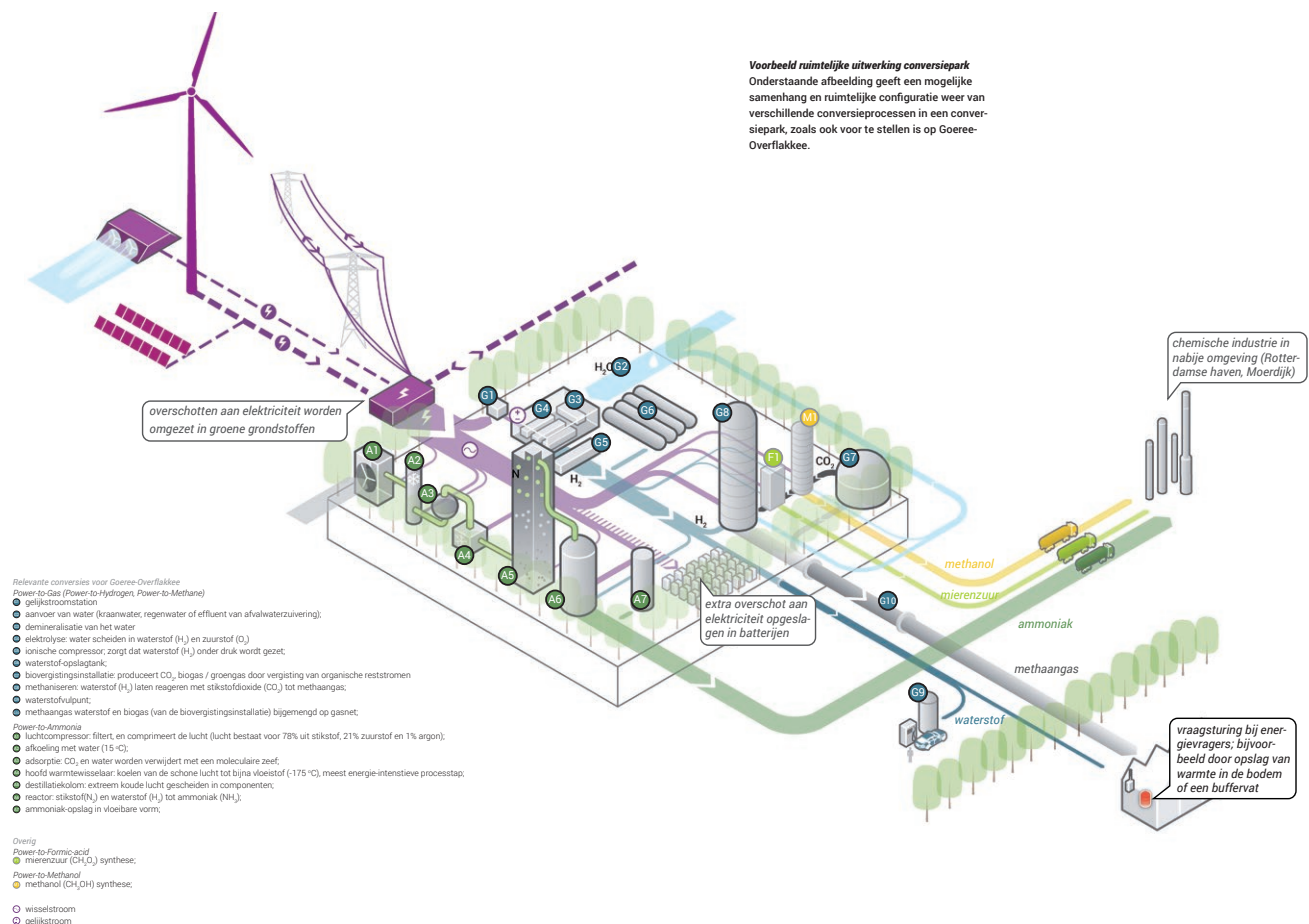 Voorbeeld ruimtelijke uitwerking conversiepark
Onderstaande afbeelding geeft een mogelijke
samenhang en ruimtelijke configuratie weer van
verschillende conversieprocessen in een conver-
siepark, zoals ook voor te stellen is op Goeree-
Overflakkee.
chemische industrie in
nabije omgeving (Rotter-
damse haven, Moerdijk)
overschotten aan elektriciteit worden
omgezet in groene grondstoffen
H₂O
G2
G1
G3
G4
G6
G8
M1
G5
F1
CO₂
G7
A1
A2
A3
N
H₂
H₂
A4
A5
A6
A7
extra overschot aan
elektriciteit opgesla-
gen in batterijen
methanol
mierenzuur
ammoniak
G10
methaangas
G9
waterstof
vraagsturing bij ener-
gievragers; bijvoor-
beeld door opslag van
warmte in de bodem
of een buffervat
Relevante conversies voor Goeree-Overflakkee
Power-to-Gas (Power-to-Hydrogen, Power-to-Methane)
gelijkstroomstation
aanvoer van water (kraanwater, regenwater of effluent van afvalwaterzuivering);
demineralisatie van het water
elektrolyse: water scheiden in waterstof (H₂) en zuurstof (O₂)
ionische compressor; zorgt dat waterstof (H₂) onder druk wordt gezet;
waterstof-opslagtank;
biovergistingsinstallatie: produceert CO₂, biogas / groengas door vergisting van organische reststromen
methaniseren: waterstof (H₂) laten reageren met stikstofdioxide (CO₂) tot methaangas;
waterstofvulpunt;
methaangas waterstof en biogas (van de biovergistingsinstallatie) bijgemengd op gasnet;
Power-to-Ammonia
luchtcompressor: filtert, en comprimeert de lucht (lucht bestaat voor 78% uit stikstof, 21% zuurstof en 1% argon);
afkoeling met water (15 °C);
adsorptie: CO₂ en water worden verwijdert met een moleculaire zeef;
hoofd warmtewisselaar: koelen van de schone lucht tot bijna vloeistof (-175 °C), meest energie-intensieve processtap;
destillatiekolom: extreem koude lucht gescheiden in componenten;
reactor: stikstof(N₂) en waterstof (H₂) tot ammoniak (NH₃);
ammoniak-opslag in vloeibare vorm;
Overig
Power-to-Formic-acid
mierenzuur (CH₂O₂) synthese;
Power-to-Methanol
methanol (CH₃OH) synthese;
wisselstroom
gelijkstroom